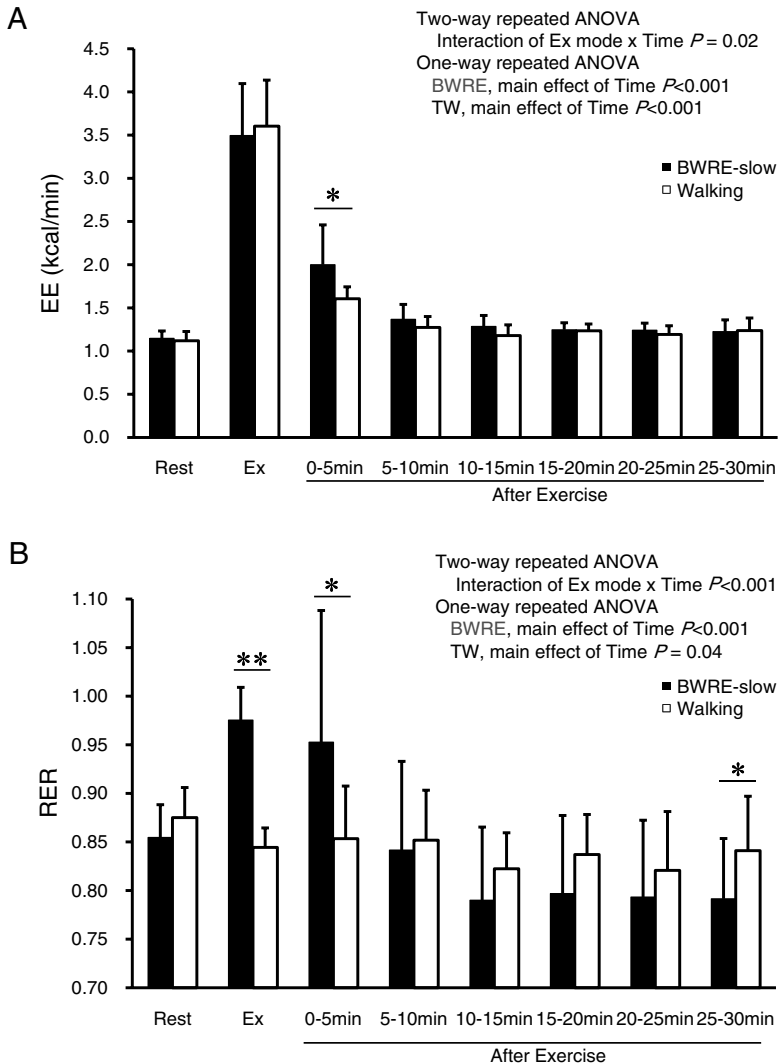 A
Two-way repeated ANOVA
Interaction of Ex mode x Time P = 0.02
One-way repeated ANOVA
BWRE, main effect of Time P<0.001
TW, main effect of Time P<0.001
4.5
4.0
3.5
3.0
2.5
2.0
1.5
1.0
0.5
0.0
EE (kcal/min)
BWRE-slow
Walking
*
Rest Ex 0-5min 5-10min 10-15min 15-20min 20-25min 25-30min
After Exercise
B
Two-way repeated ANOVA
Interaction of Ex mode x Time P<0.001
One-way repeated ANOVA
BWRE, main effect of Time P<0.001
TW, main effect of Time P = 0.04
1.10
1.05
1.00
0.95
0.90
0.85
0.80
0.75
0.70
RER
BWRE-slow
Walking
**
*
*
Rest Ex 0-5min 5-10min 10-15min 15-20min 20-25min 25-30min
After Exercise